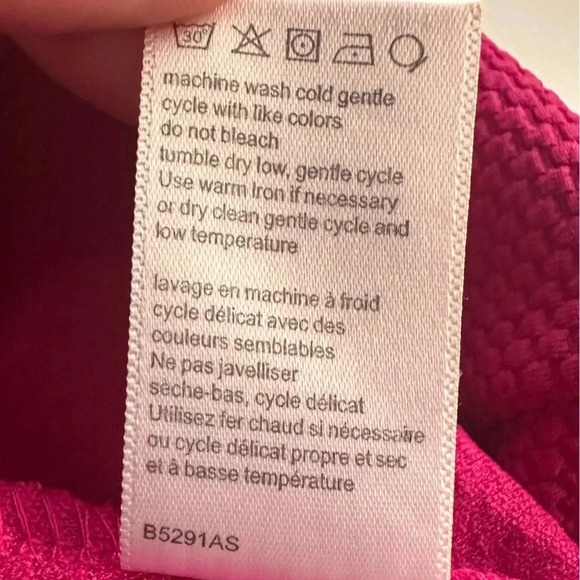 30°
machine wash cold gentle
cycle with like colors
do not bleach
tumble dry low, gentle cycle
Use warm Iron if necessary
or dry clean gentle cycle and
low temperature
lavage en machine à froid
cycle délicat avec des
couleurs semblables
Ne pas javelliser
seche-bas, cycle délicat
Utilisez fer chaud si nécessaire
ou cycle délicat propre et sec
et à basse température
B5291AS